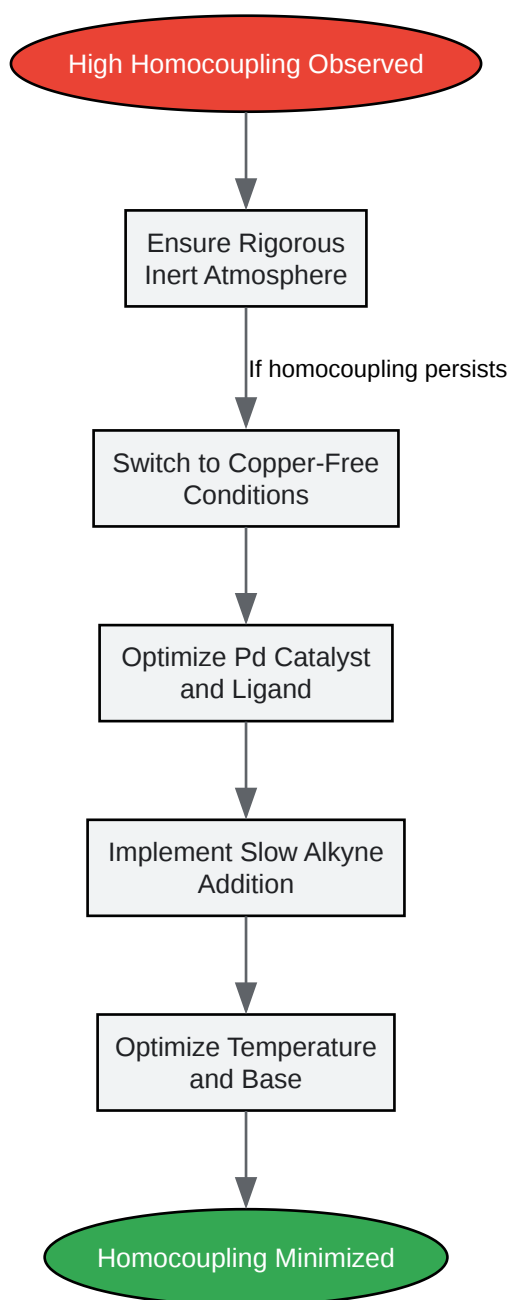 High Homocoupling Observed
Ensure Rigorous
Inert Atmosphere
If homocoupling persists
Switch to Copper-Free
Conditions
Optimize Pd Catalyst
and Ligand
Implement Slow Alkyne
Addition
Optimize Temperature
and Base
Homocoupling Minimized